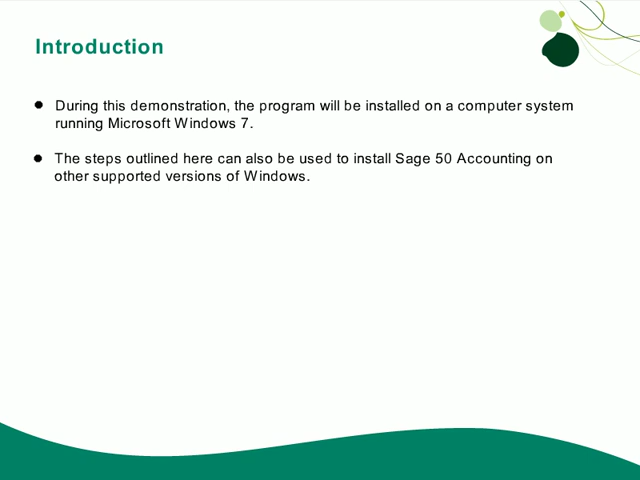 Introduction
During this demonstration, the program will be installed on a computer system
running Microsoft Windows 7.
The steps outlined here can also be used to install Sage 50 Accounting on
other supported versions of Windows.